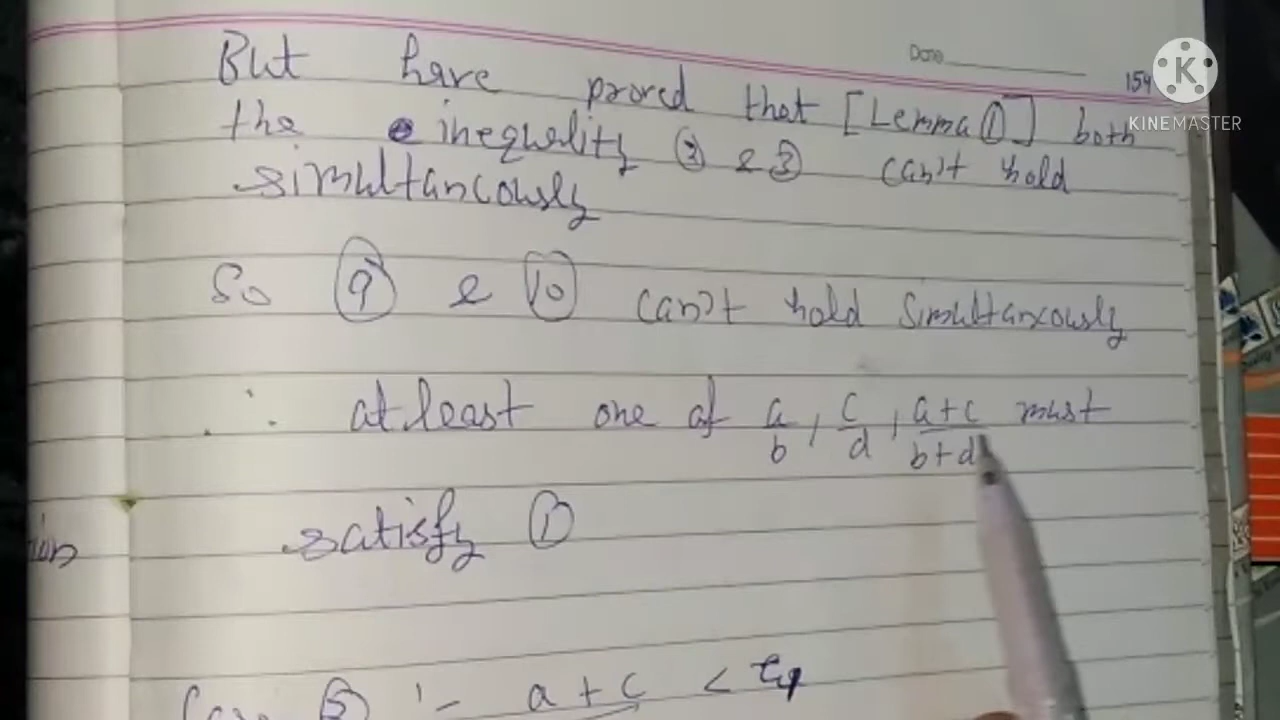 Date
154
K
KINEMASTER
But have proved that [Lemma ①] both
the inequality ② & ③ can't hold
simultaneously
So ⑨ & ⑩ can't hold simultaneously
∴ at least one of a/b, c/d, a+c/b+d must
satisfy ①
Case ② :- a + c <